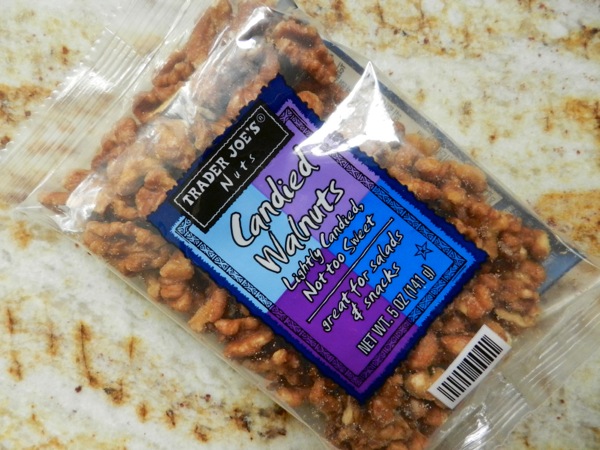 TRADER JOE'S®
Nuts
Candied
Walnuts
Lightly Candied,
Not too Sweet
great for salads
& snacks
NET WT. 5 OZ (141 g)